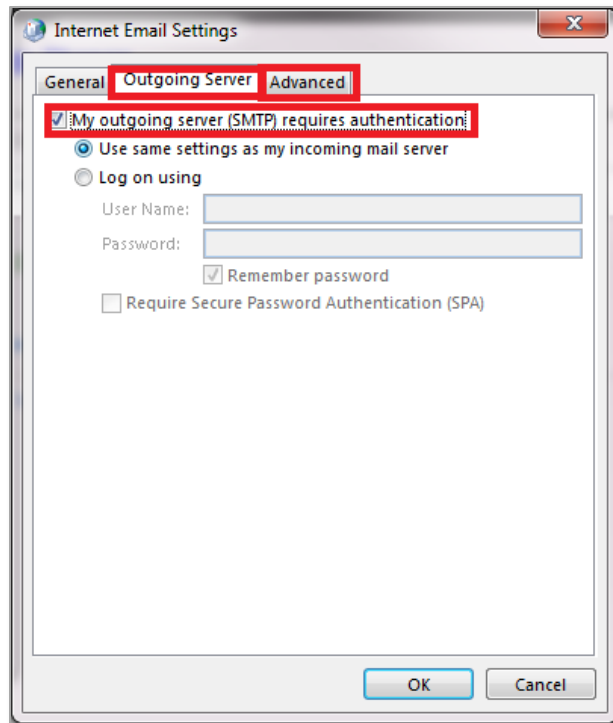 Internet Email Settings
General Outgoing Server Advanced
My outgoing server (SMTP) requires authentication
Use same settings as my incoming mail server
Log on using
User Name:
Password:
Remember password
Require Secure Password Authentication (SPA)
OK Cancel